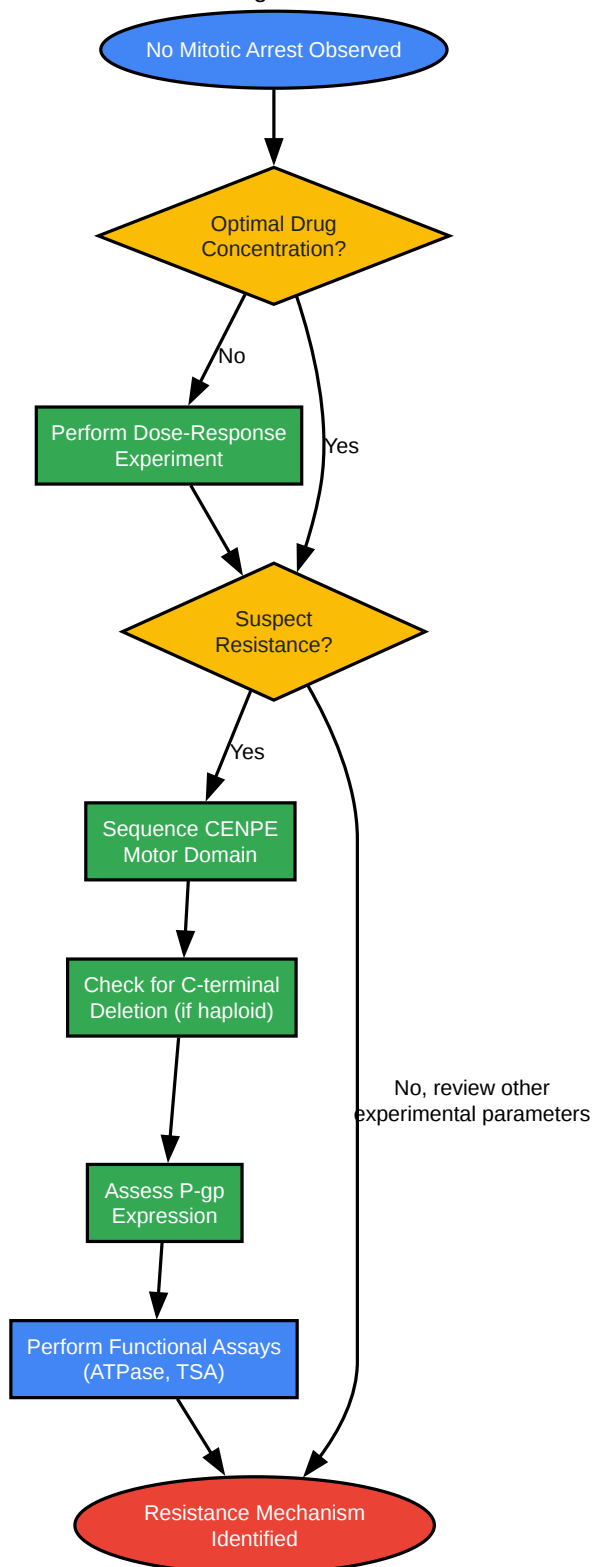 No Mitotic Arrest Observed
Optimal Drug
Concentration?
No
Perform Dose-Response
Experiment
Yes
Suspect
Resistance?
Yes
Sequence CENPE
Motor Domain
Check for C-terminal
Deletion (if haploid)
No, review other
experimental parameters
Assess P-gp
Expression
Perform Functional Assays
(ATPase, TSA)
Resistance Mechanism
Identified